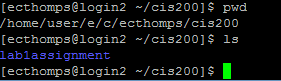 [ecthomps@login2 ~/cis200]$ pwd
/home/user/e/c/ecthomps/cis200
[ecthomps@login2 ~/cis200]$ ls
lab1assignment
[ecthomps@login2 ~/cis200]$